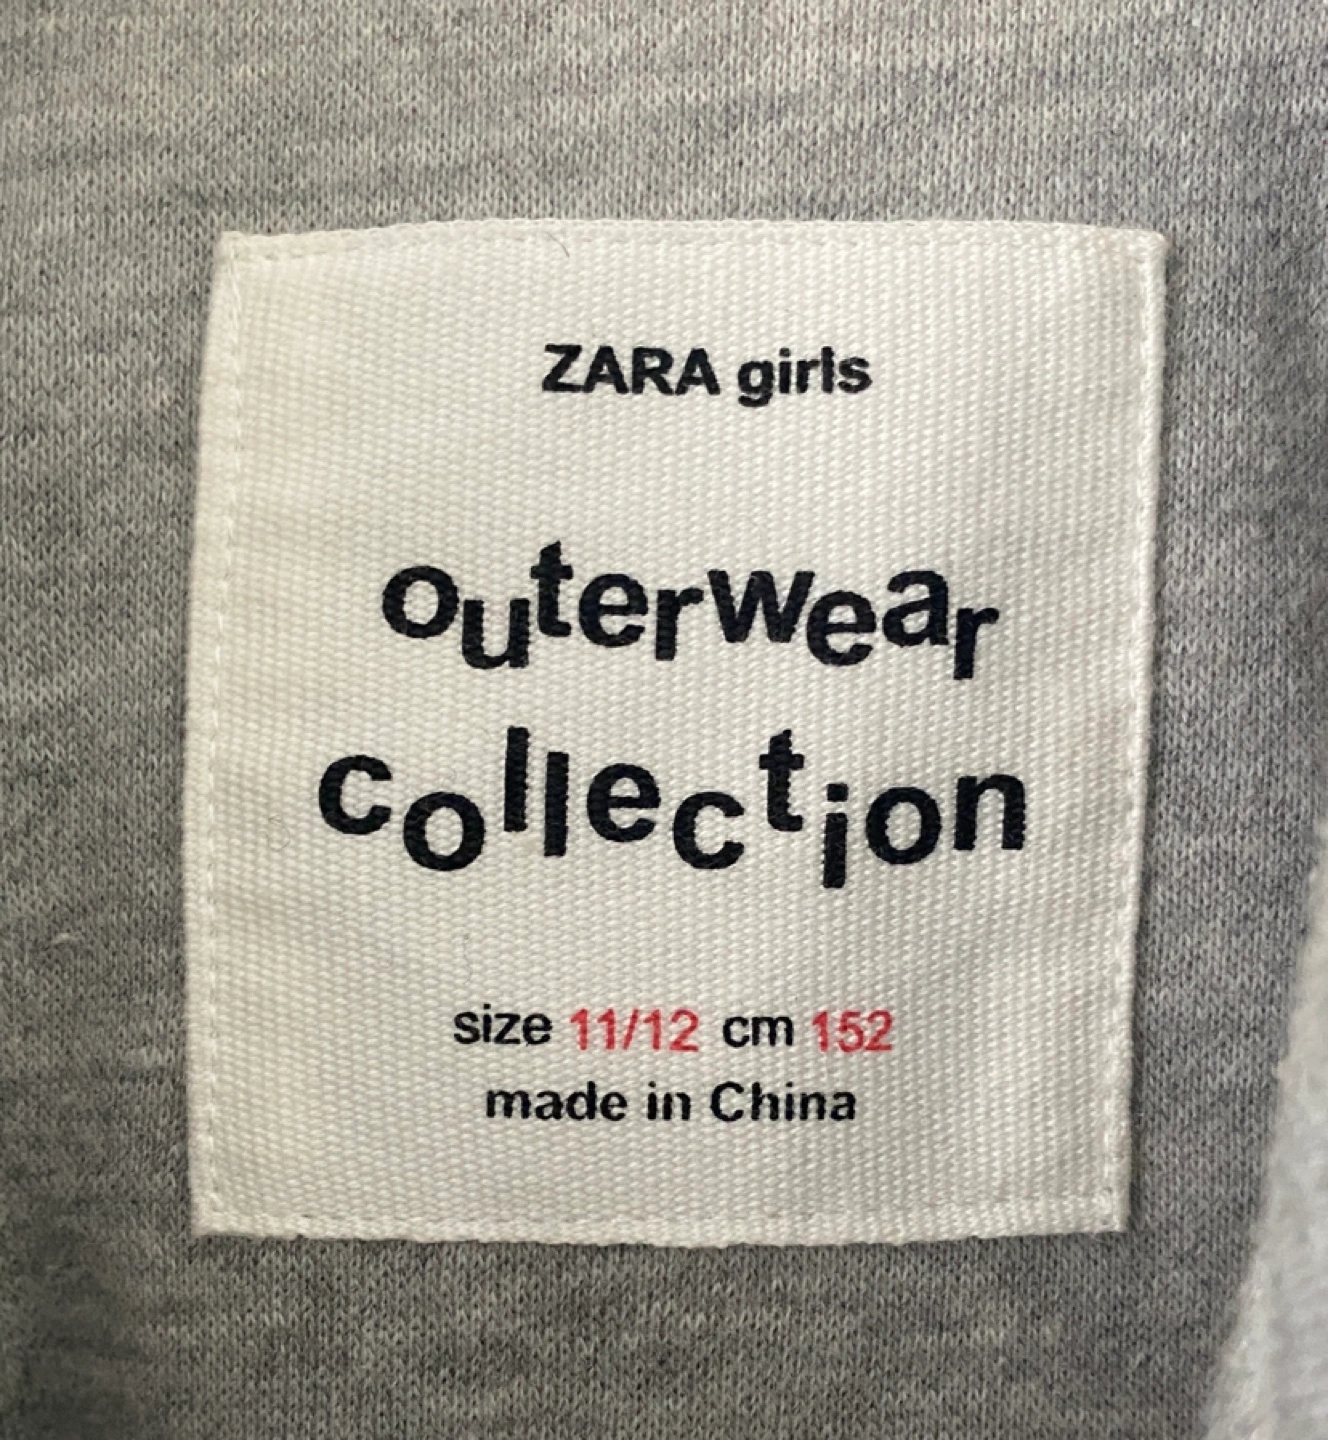 ZARA girls
outerwear
collection
size 11/12 cm 152
made in China